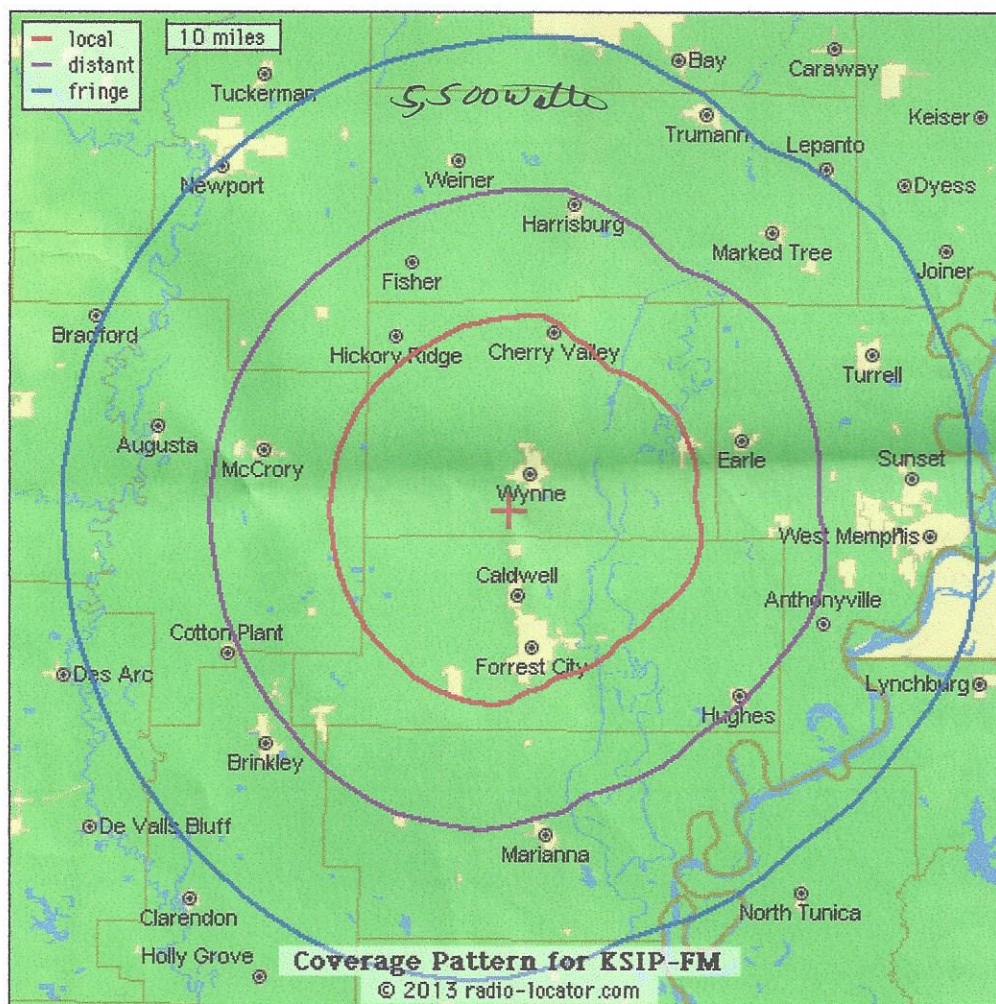 local
distant
fringe
10 miles
5,500 watts
Tuckerman
Bay
Caraway
Keiser
Trumann
Lepanto
Newport
Weiner
Dyess
Harrisburg
Marked Tree
Joiner
Fisher
Bradford
Hickory Ridge
Cherry Valley
Turrell
Augusta
McCrory
Earle
Sunset
Wynne
West Memphis
Caldwell
Anthonyville
Cotton Plant
Forrest City
Des Arc
Lynchburg
Hughes
Brinkley
De Valls Bluff
Marianna
Clarendon
North Tunica
Holly Grove
Coverage Pattern for KSIP-FM
© 2013 radio-locator.com